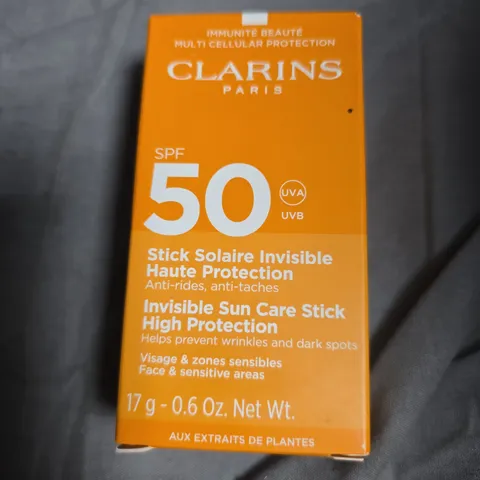 IMMUNITÉ BEAUTÉ
MULTI CELLULAR PROTECTION
CLARINS
PARIS
SPF
50
UVA
UVB
Stick Solaire Invisible
Haute Protection
Anti-rides, anti-taches
Invisible Sun Care Stick
High Protection
Helps prevent wrinkles and dark spots
Visage & zones sensibles
Face & sensitive areas
17 g - 0.6 Oz. Net Wt.
AUX EXTRAITS DE PLANTES